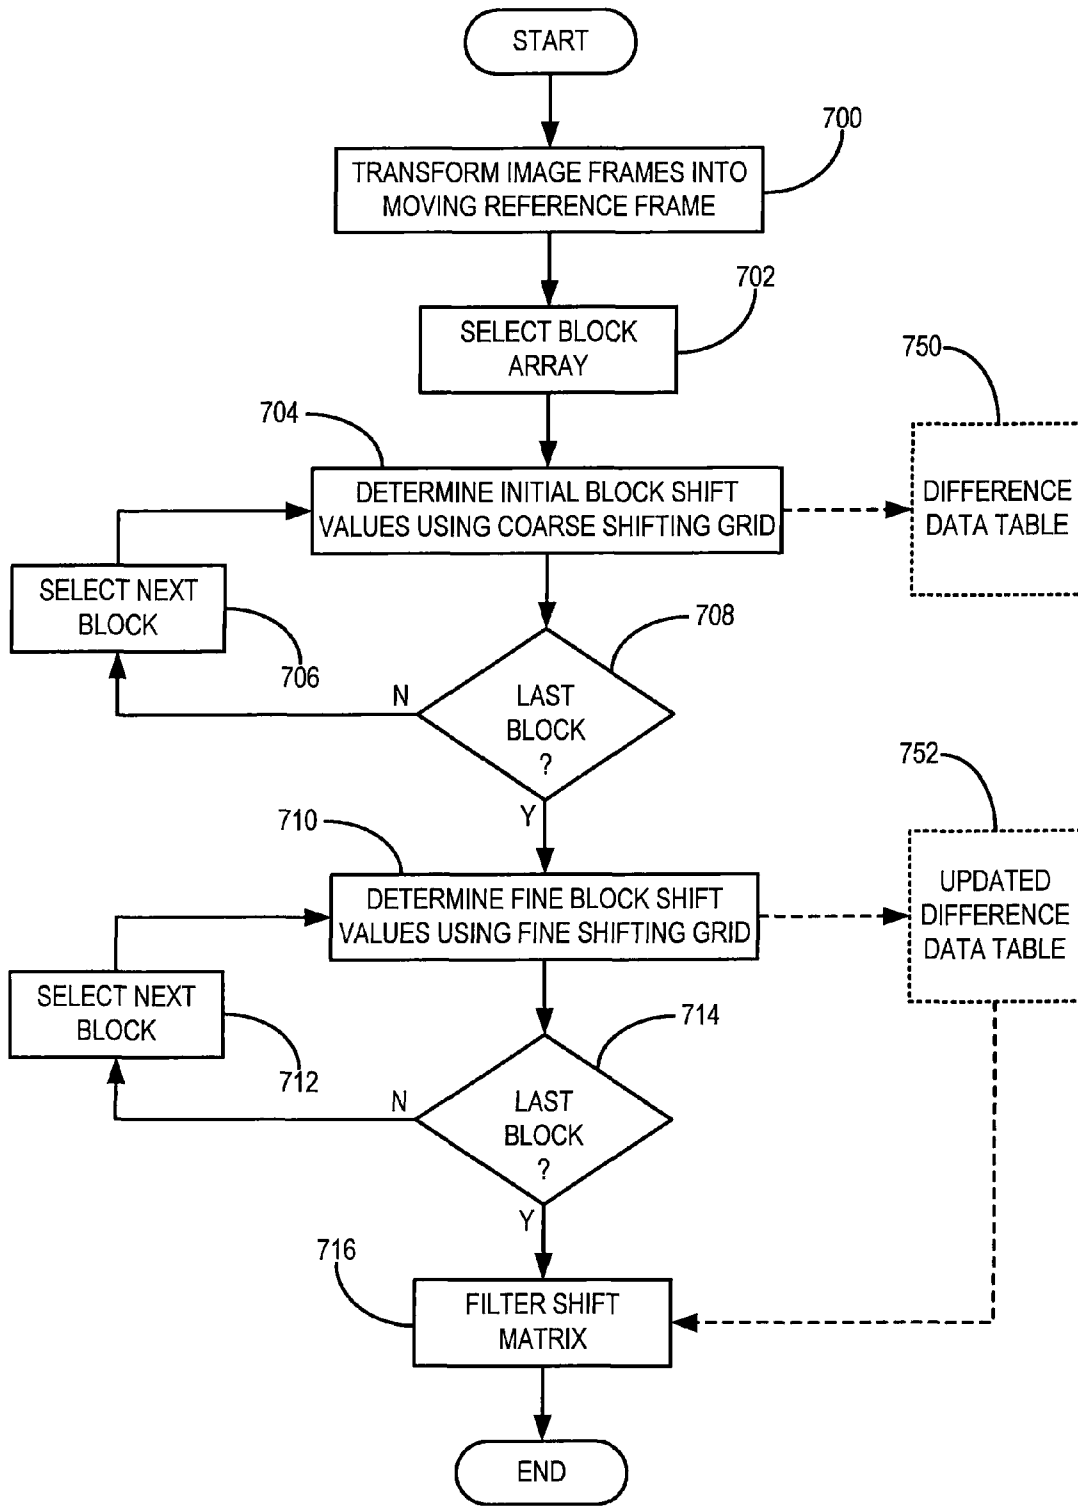 START
700
TRANSFORM IMAGE FRAMES INTO
MOVING REFERENCE FRAME
702
SELECT BLOCK
ARRAY
750
704
DETERMINE INITIAL BLOCK SHIFT
VALUES USING COARSE SHIFTING GRID
DIFFERENCE
DATA TABLE
SELECT NEXT
BLOCK
706
708
N
LAST
BLOCK
?
Y
752
710
DETERMINE FINE BLOCK SHIFT
VALUES USING FINE SHIFTING GRID
UPDATED
DIFFERENCE
DATA TABLE
SELECT NEXT
BLOCK
712
714
N
LAST
BLOCK
?
Y
716
FILTER SHIFT
MATRIX
END